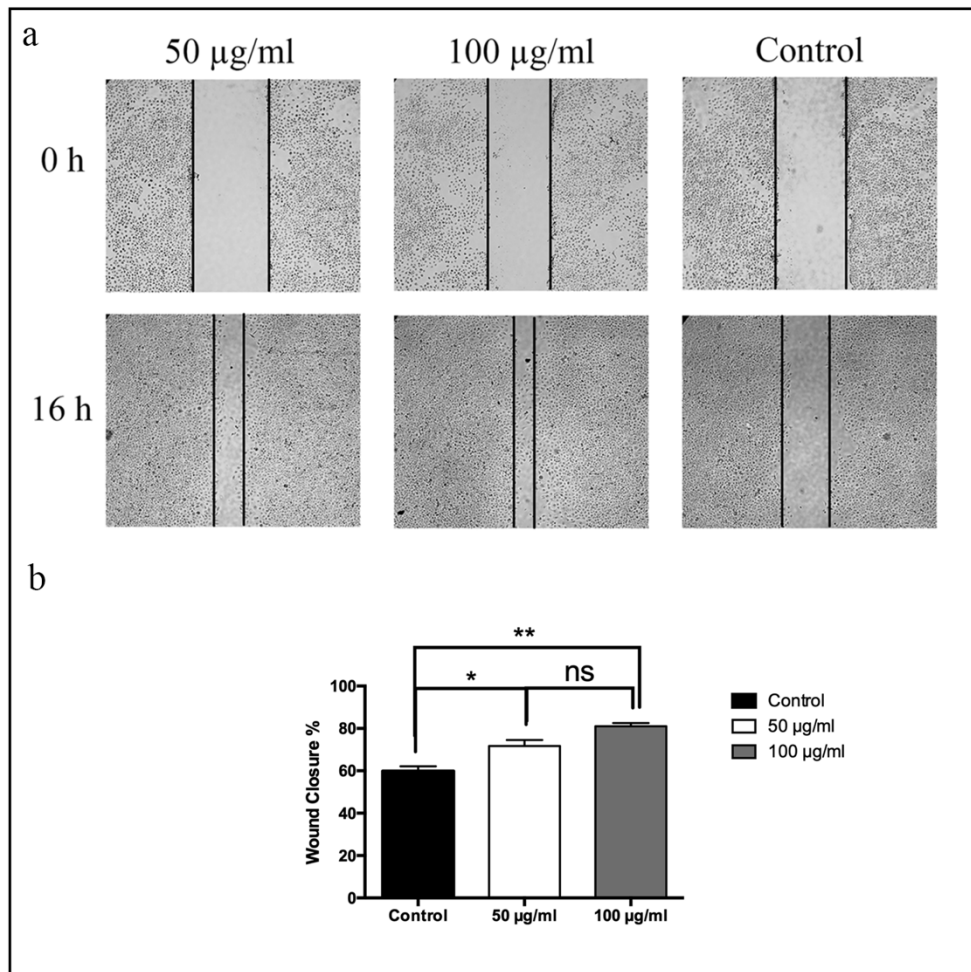 a
50 µg/ml 100 µg/ml Control
0 h
16 h
b
**
* ns
100
80
60
40
20
0
Wound Closure %
Control 50 µg/ml 100 µg/ml
Control
50 µg/ml
100 µg/ml